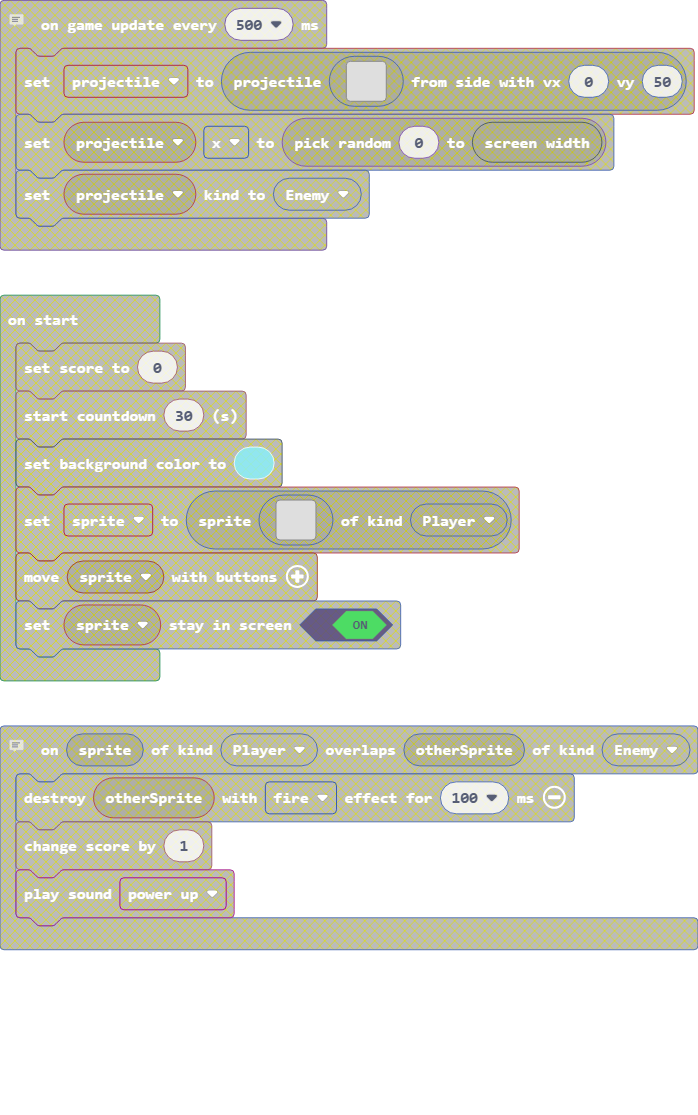 on game update every 500 ms
set projectile to projectile from side with vx 0 vy 50
set projectile x to pick random 0 to screen width
set projectile kind to Enemy
on start
set score to 0
start countdown 30 (s)
set background color to
set sprite to sprite of kind Player
move sprite with buttons
set sprite stay in screen ON
on sprite of kind Player overlaps otherSprite of kind Enemy
destroy otherSprite with fire effect for 100 ms
change score by 1
play sound power up